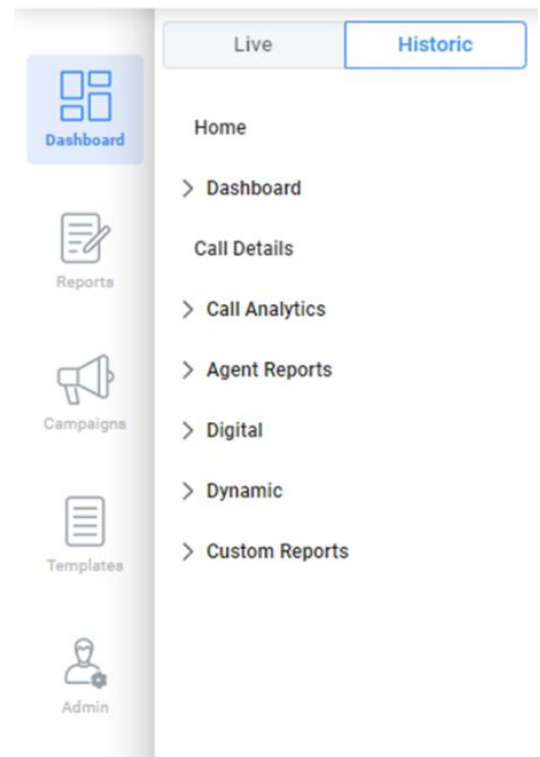 Dashboard
Reports
Campaigns
Templates
Admin
Live
Historic
Home
Dashboard
Call Details
Call Analytics
Agent Reports
Digital
Dynamic
Custom Reports